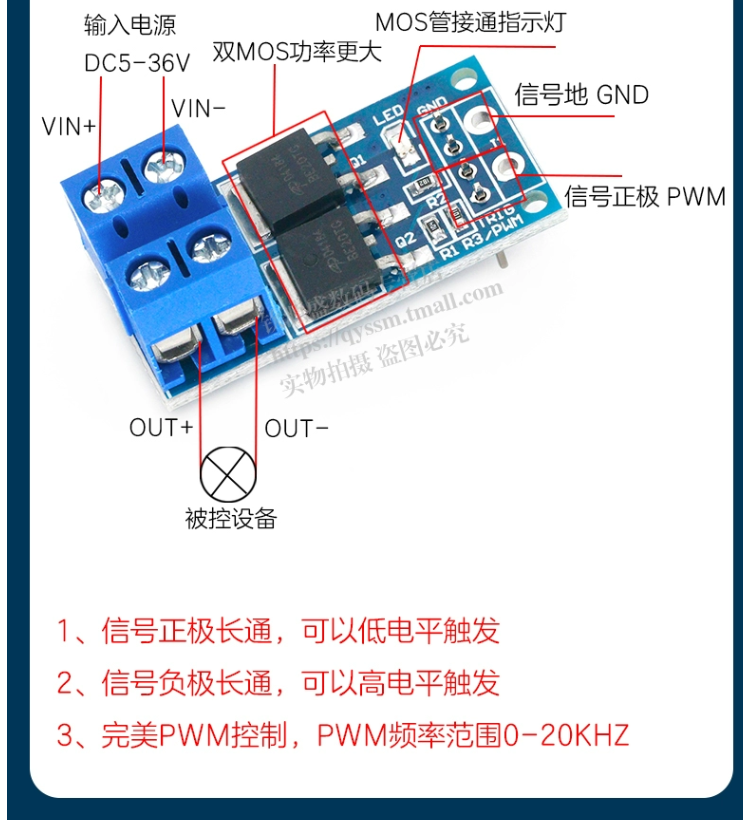 输入电源
DC5-36V
MOS管接通指示灯
双MOS功率更大
VIN+
VIN-
信号地 GND
信号正极 PWM
LED
GND
Q1
R2
Q2
R1 R3
TRIG
/PWM
D4184
D4184
https://qyssm.tmall.com
实物拍摄 盗图必究
OUT+
OUT-
被控设备
1、信号正极长通，可以低电平触发
2、信号负极长通，可以高电平触发
3、完美PWM控制，PWM频率范围0-20KHZ